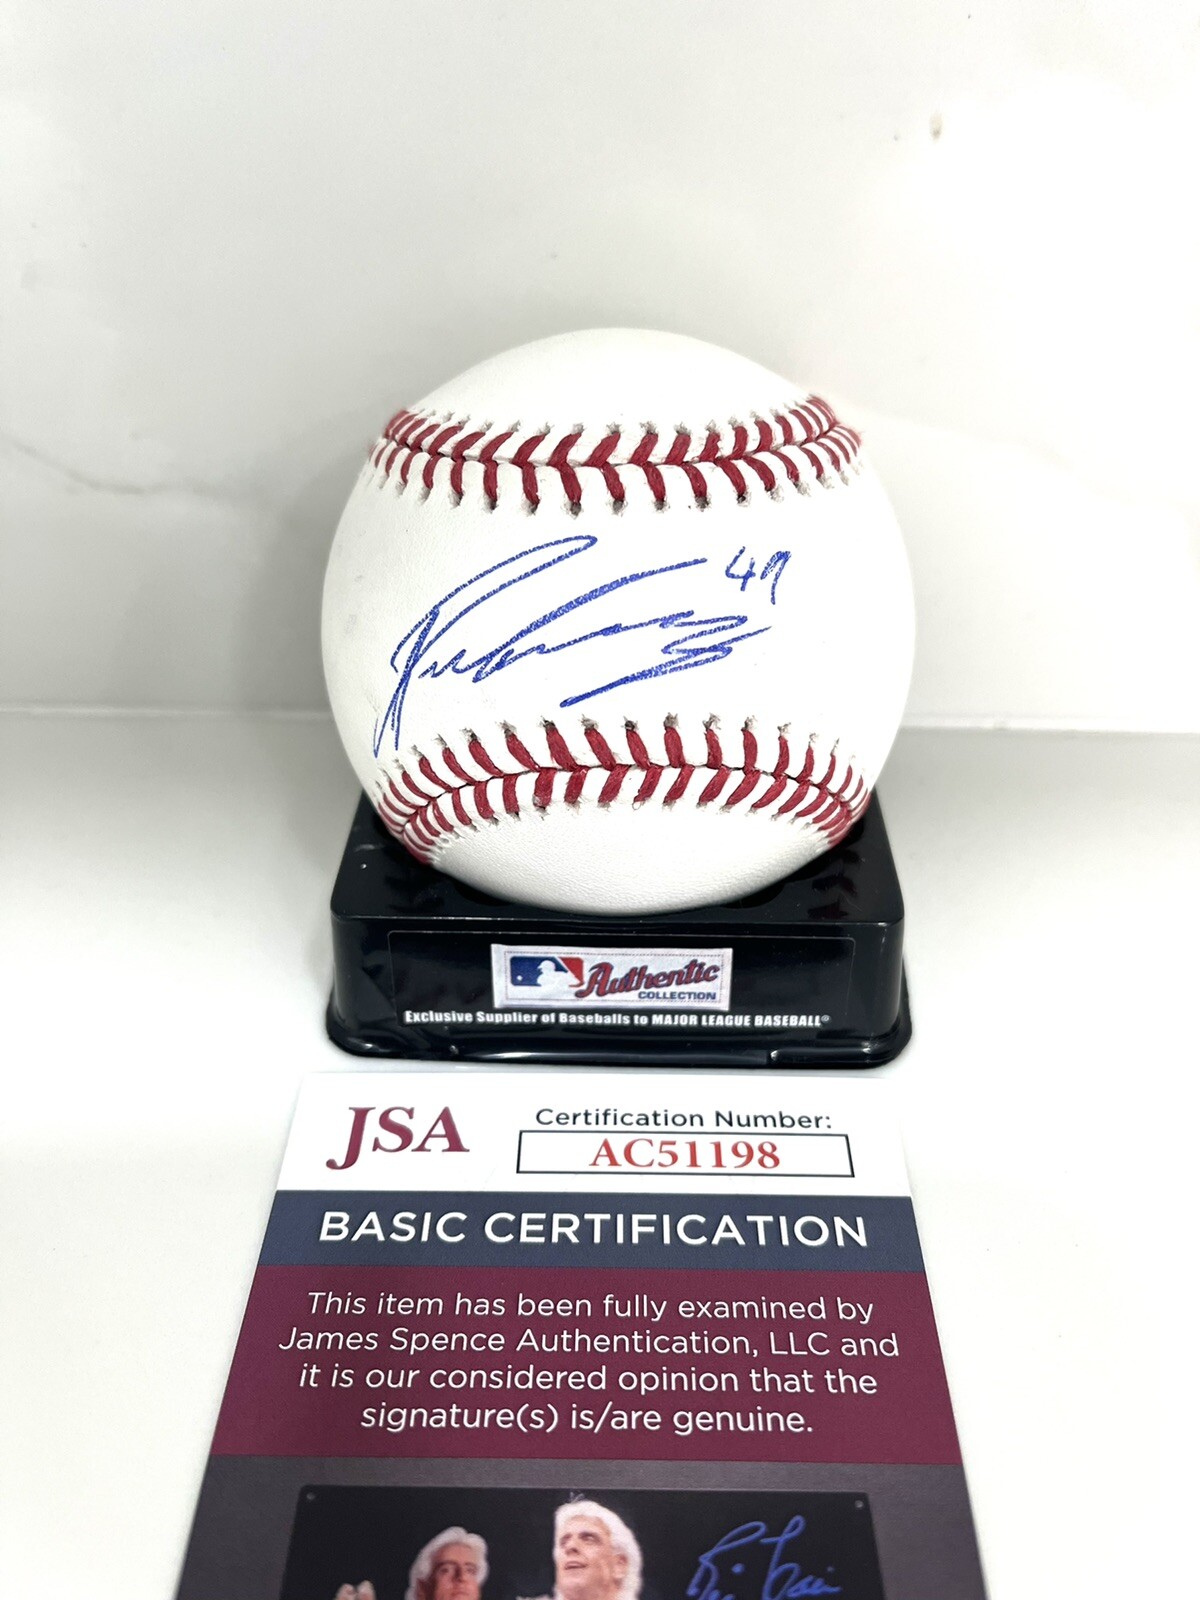 47
Authentic
COLLECTION
Exclusive Supplier of Baseballs to MAJOR LEAGUE BASEBALL®
JSA
Certification Number:
AC51198
BASIC CERTIFICATION
This item has been fully examined by
James Spence Authentication, LLC and
it is our considered opinion that the
signature(s) is/are genuine.